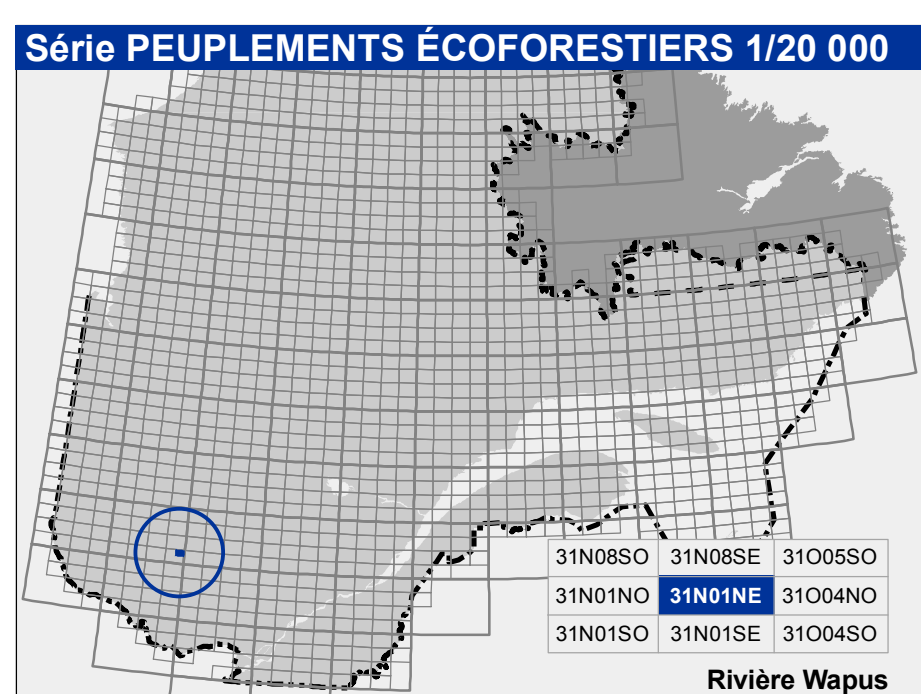 Série PEUPLEMENTS ÉCOFORESTIERS 1/20 000
31N08SO 31N08SE 31O05SO
31N01NO 31N01NE 31O04NO
31N01SO 31N01SE 31O04SO
Rivière Wapus